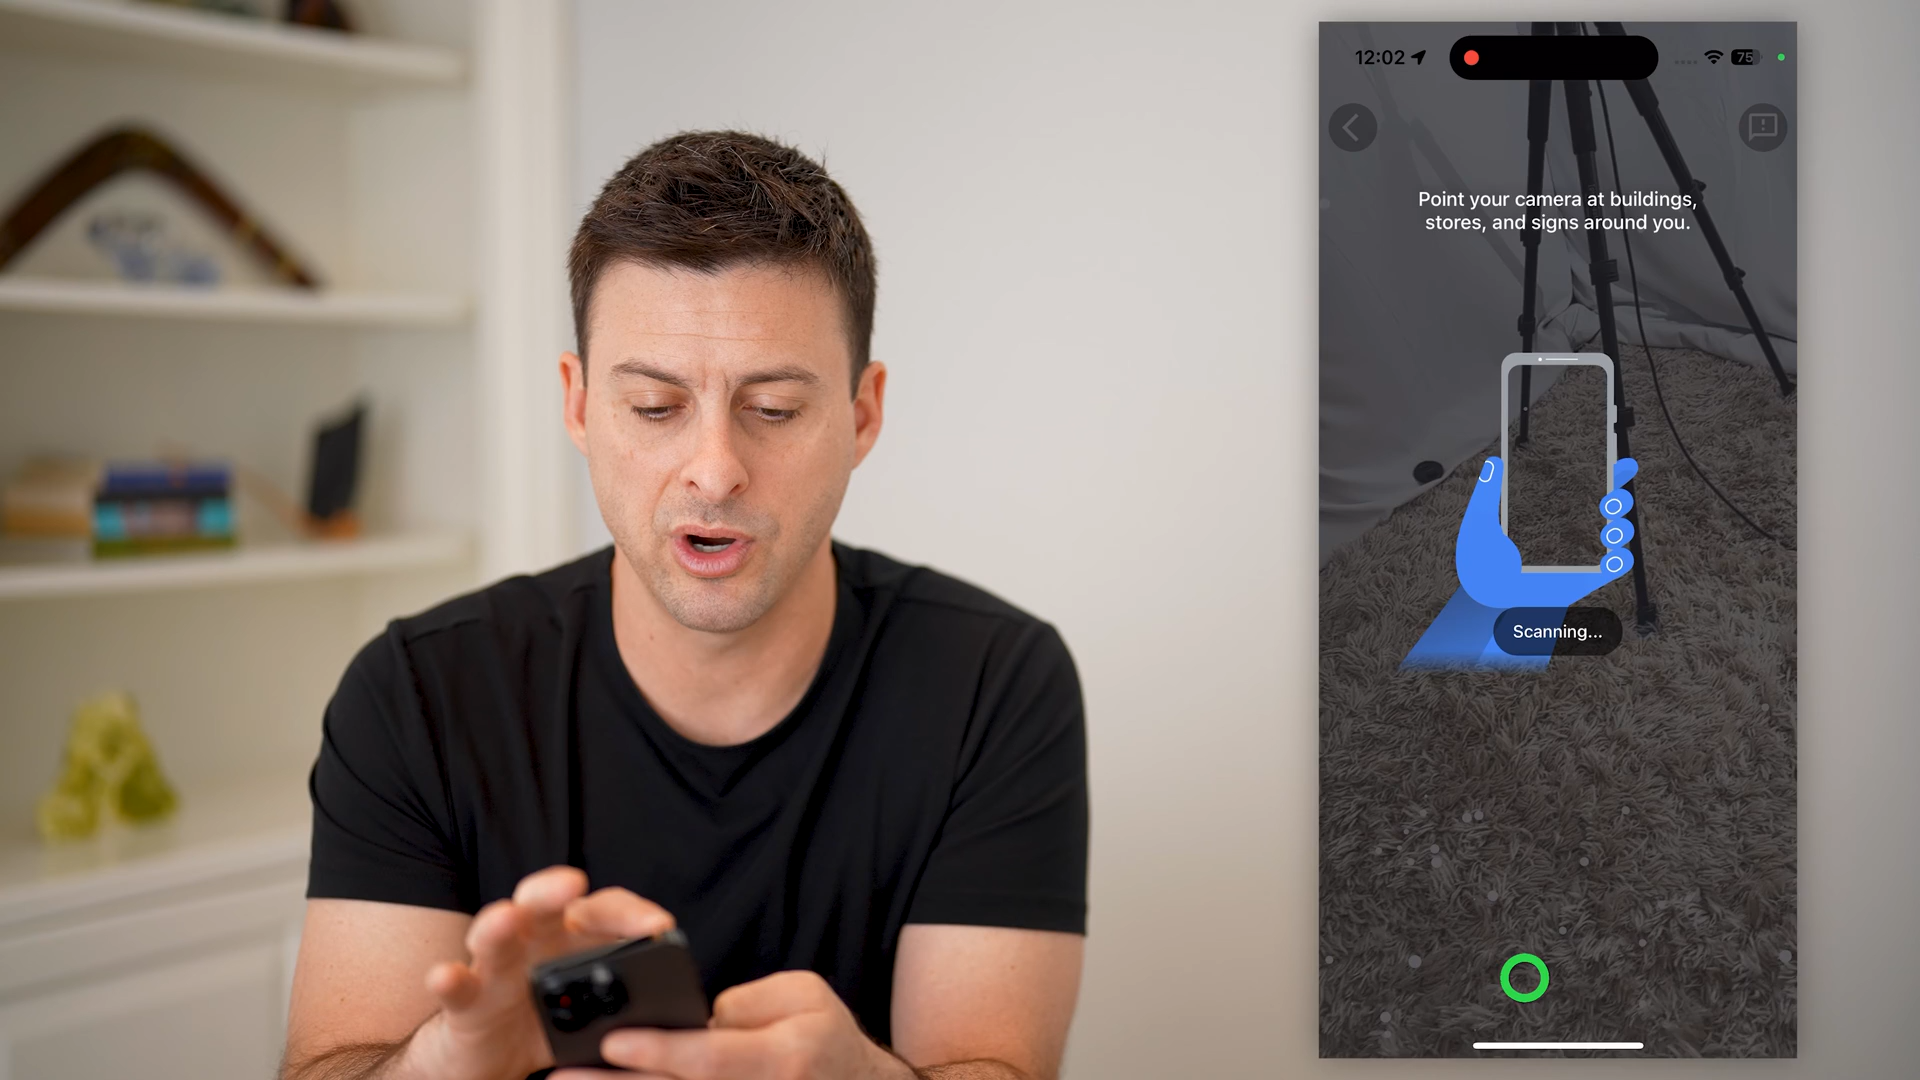 12:02
75
Point your camera at buildings,
stores, and signs around you.
Scanning...